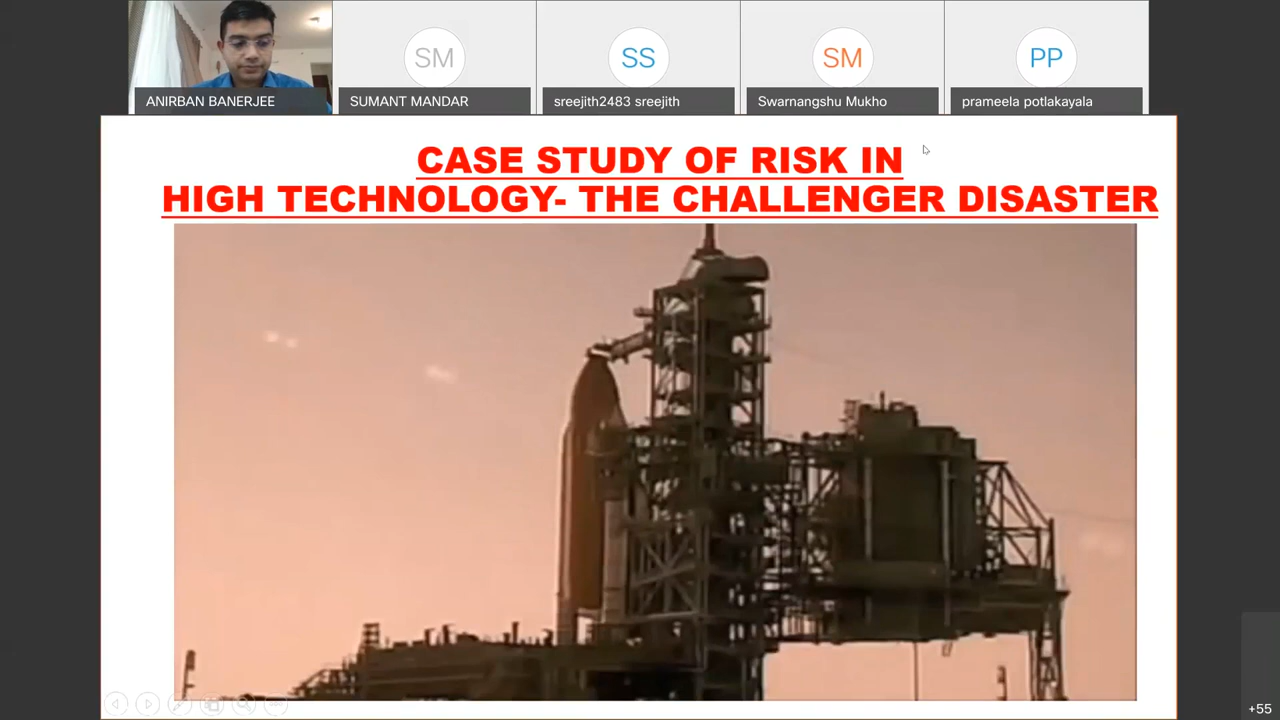 SM
SS
SM
PP
ANIRBAN BANERJEE
SUMANT MANDAR
sreejith2483 sreejith
Swarnangshu Mukho
prameela potlakayala
CASE STUDY OF RISK IN
HIGH TECHNOLOGY- THE CHALLENGER DISASTER
+55